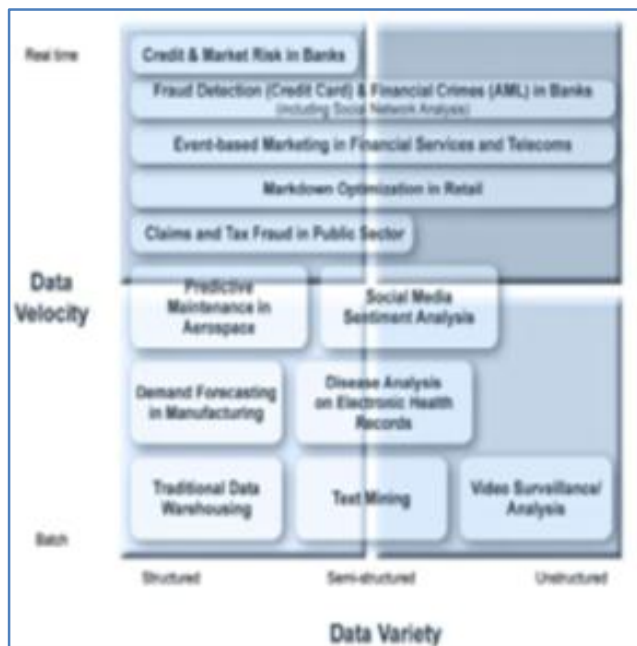 Real time
Credit & Market Risk in Banks
Fraud Detection (Credit Card) & Financial Crimes (AML) in Banks
(including Social Network Analysis)
Event-based Marketing in Financial Services and Telecoms
Markdown Optimization in Retail
Claims and Tax Fraud in Public Sector
Data
Velocity
Predictive
Maintenance in
Aerospace
Social Media
Sentiment Analysis
Demand Forecasting
in Manufacturing
Disease Analysis
on Electronic Health
Records
Traditional Data
Warehousing
Text Mining
Video Surveillance/
Analysis
Batch
Structured
Semi-structured
Unstructured
Data Variety